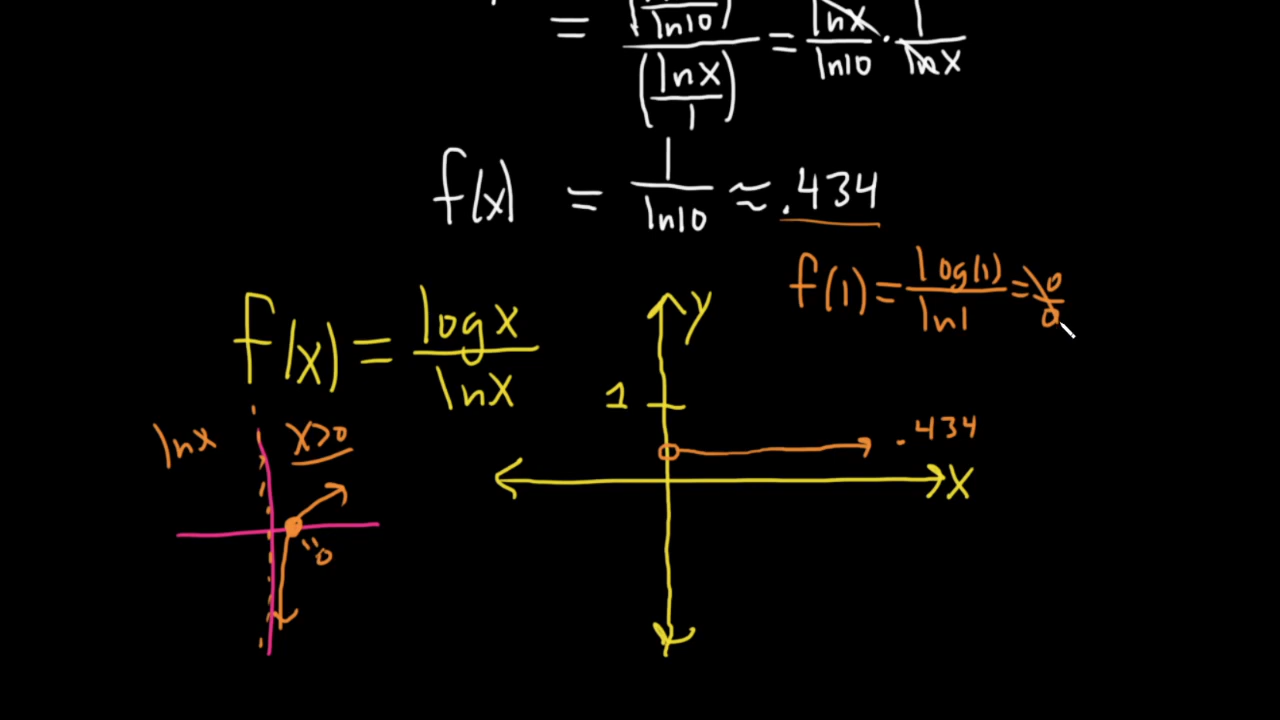 = (ln10) / (lnx/1) = lnx/ln10 · 1/lnx
f(x) = 1/ln10 ≈ .434
f(1) = log(1)/ln1 = 0/0
f(x) = logx/lnx
y
1
lnx x>0
.434
x
"0